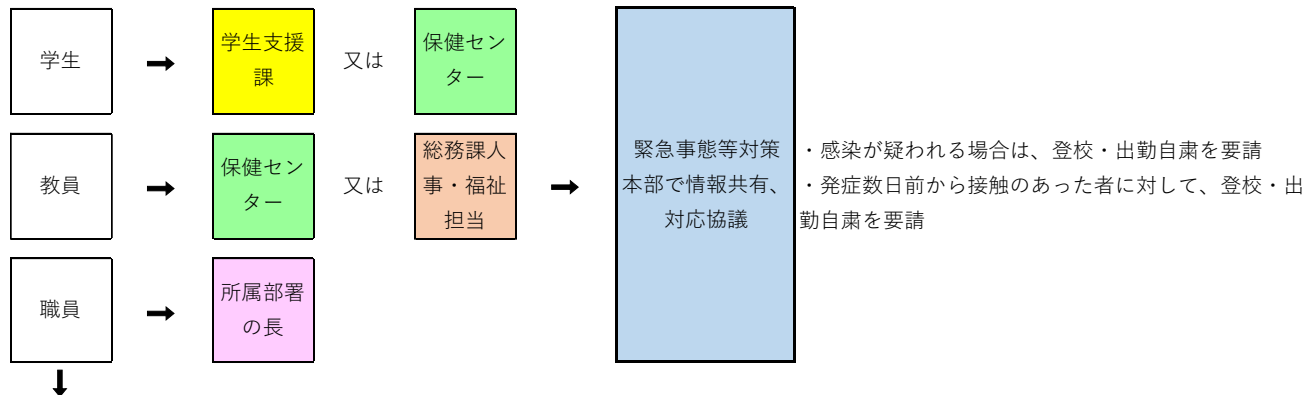 学生
学生支援
課
又は
保健セン
ター
教員
保健セン
ター
又は
総務課人
事・福祉
担当
職員
所属部署
の長
緊急事態等対策
本部で情報共有、
対応協議
・感染が疑われる場合は、登校・出勤自粛を要請
・発症数日前から接触のあった者に対して、登校・出
勤自粛を要請